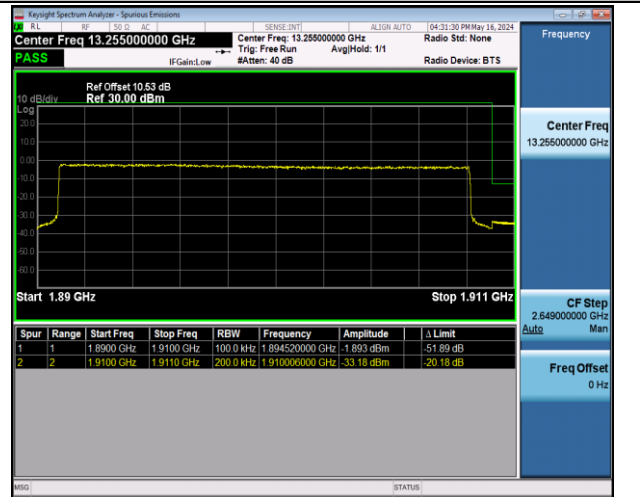 Keysight Spectrum Analyzer - Spurious Emissions
RL RF 50 Ω AC SENSE:INT ALIGN AUTO 04:31:30 PM May 16, 2024
Center Freq 13.255000000 GHz
Center Freq: 13.255000000 GHz Radio Std: None
Trig: Free Run Avg|Hold: 1/1
PASS IFGain:Low #Atten: 40 dB Radio Device: BTS
Ref Offset 10.53 dB
10 dB/div Ref 30.00 dBm
Log
20.0
10.0
0.00
-10.0
-20.0
-30.0
-40.0
-50.0
-60.0
Start 1.89 GHz Stop 1.911 GHz
Spur Range Start Freq Stop Freq RBW Frequency Amplitude Δ Limit
1 1 1.8900 GHz 1.9100 GHz 100.0 kHz 1.894520000 GHz -1.893 dBm -51.89 dB
2 2 1.9100 GHz 1.9110 GHz 200.0 kHz 1.910006000 GHz -33.18 dBm -20.18 dB
Frequency
Center Freq
13.255000000 GHz
CF Step
2.649000000 GHz
Auto Man
Freq Offset
0 Hz
MSG STATUS